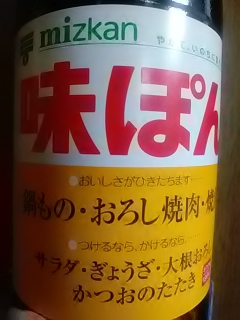 mizkan
味ぽん
おいしさがひきたちます
鍋もの・おろし焼肉・焼
つけるなら、かけるなら
サラダ・ぎょうざ・大根おろし
かつおのたたき